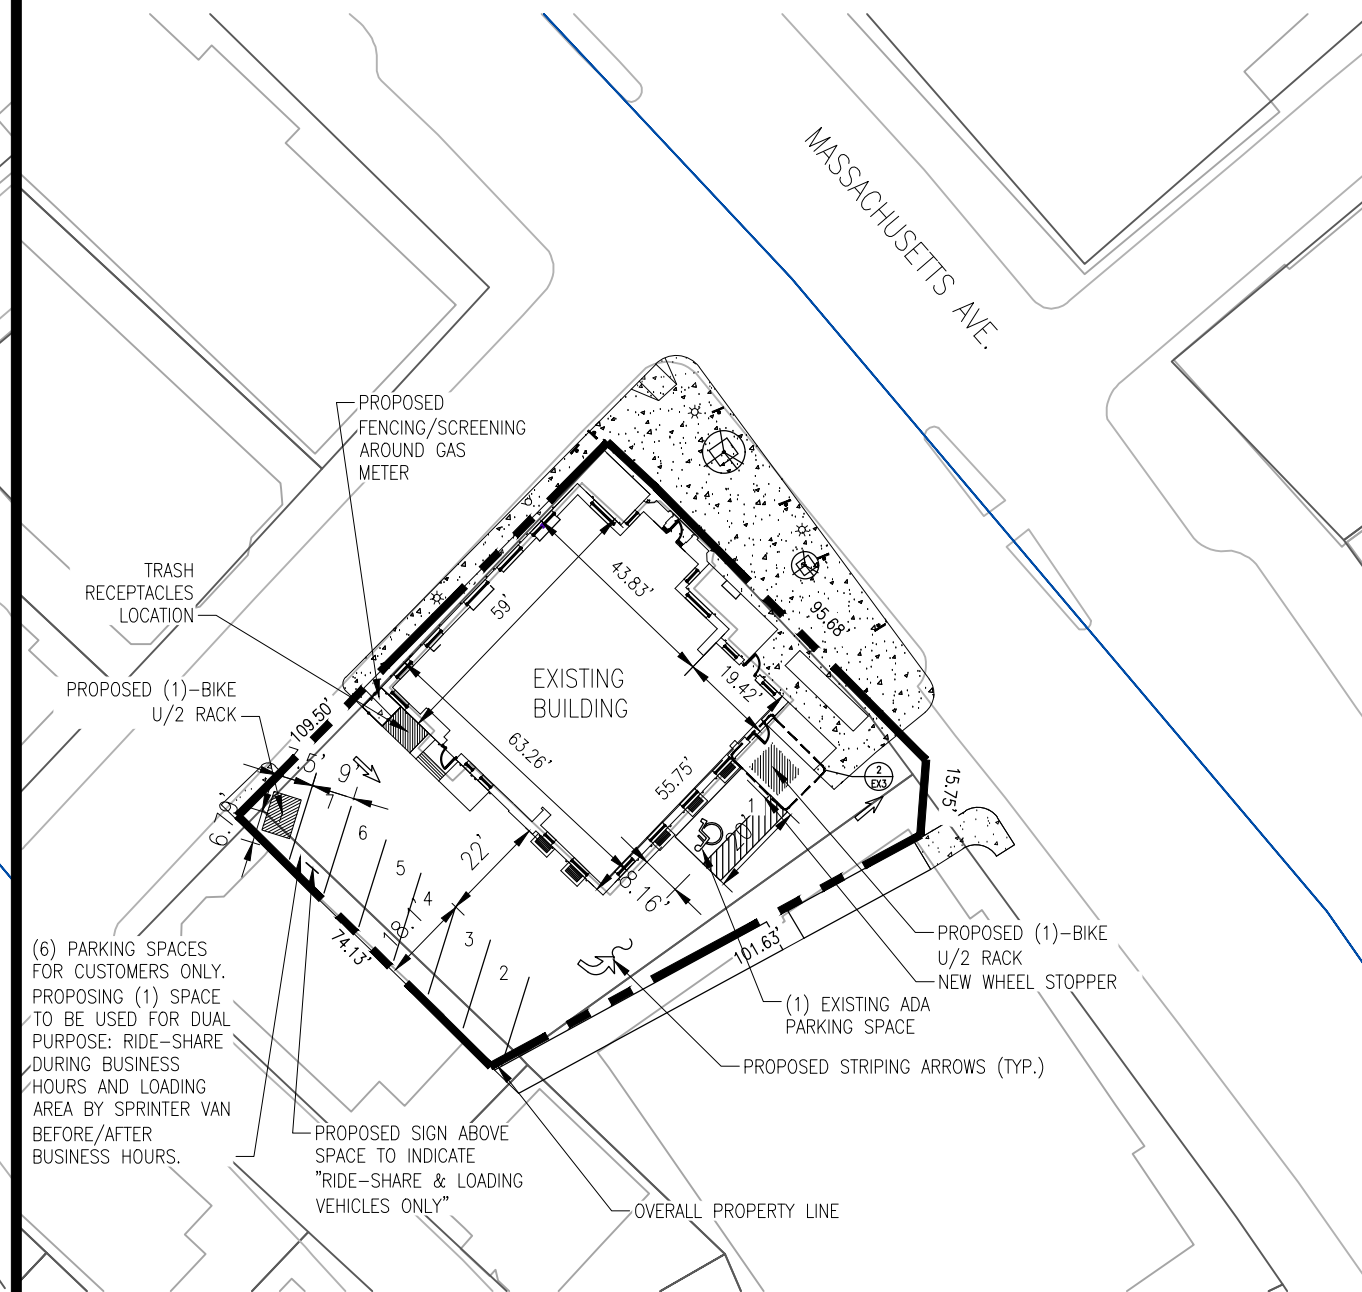 MASSACHUSETTS AVE.
PROPOSED
FENCING/SCREENING
AROUND GAS
METER
TRASH
RECEPTACLES
LOCATION
PROPOSED (1)-BIKE
U/2 RACK
109.50'
43.83'
59'
95.68'
EXISTING
BUILDING
19.42'
63.26'
55.75'
2
EX3
15.75'
9'
6.19'
6
5
4
3
2
1
20'
22'
8.16'
74.13'
101.63'
(6) PARKING SPACES
FOR CUSTOMERS ONLY.
PROPOSING (1) SPACE
TO BE USED FOR DUAL
PURPOSE: RIDE-SHARE
DURING BUSINESS
HOURS AND LOADING
AREA BY SPRINTER VAN
BEFORE/AFTER
BUSINESS HOURS.
PROPOSED (1)-BIKE
U/2 RACK
NEW WHEEL STOPPER
(1) EXISTING ADA
PARKING SPACE
PROPOSED STRIPING ARROWS (TYP.)
PROPOSED SIGN ABOVE
SPACE TO INDICATE
"RIDE-SHARE & LOADING
VEHICLES ONLY"
OVERALL PROPERTY LINE